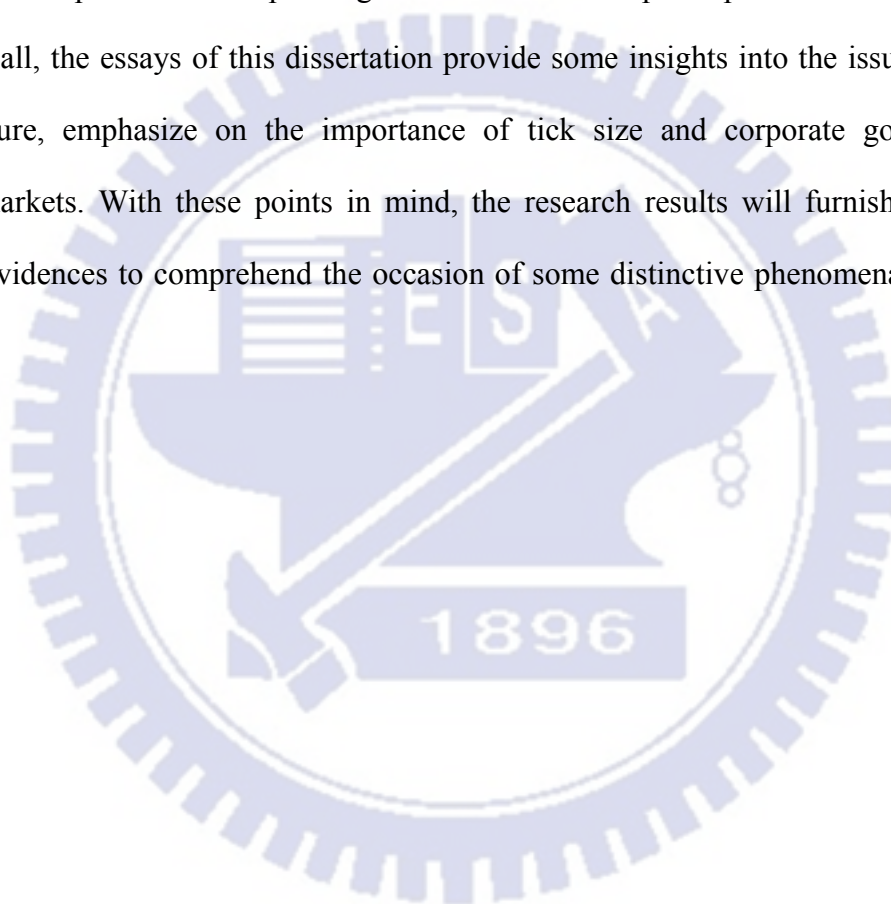 all, the essays of this dissertation provide some insights into the issu
ure, emphasize on the importance of tick size and corporate go
arkets. With these points in mind, the research results will furnish
vidences to comprehend the occasion of some distinctive phenomena
E S A
1896